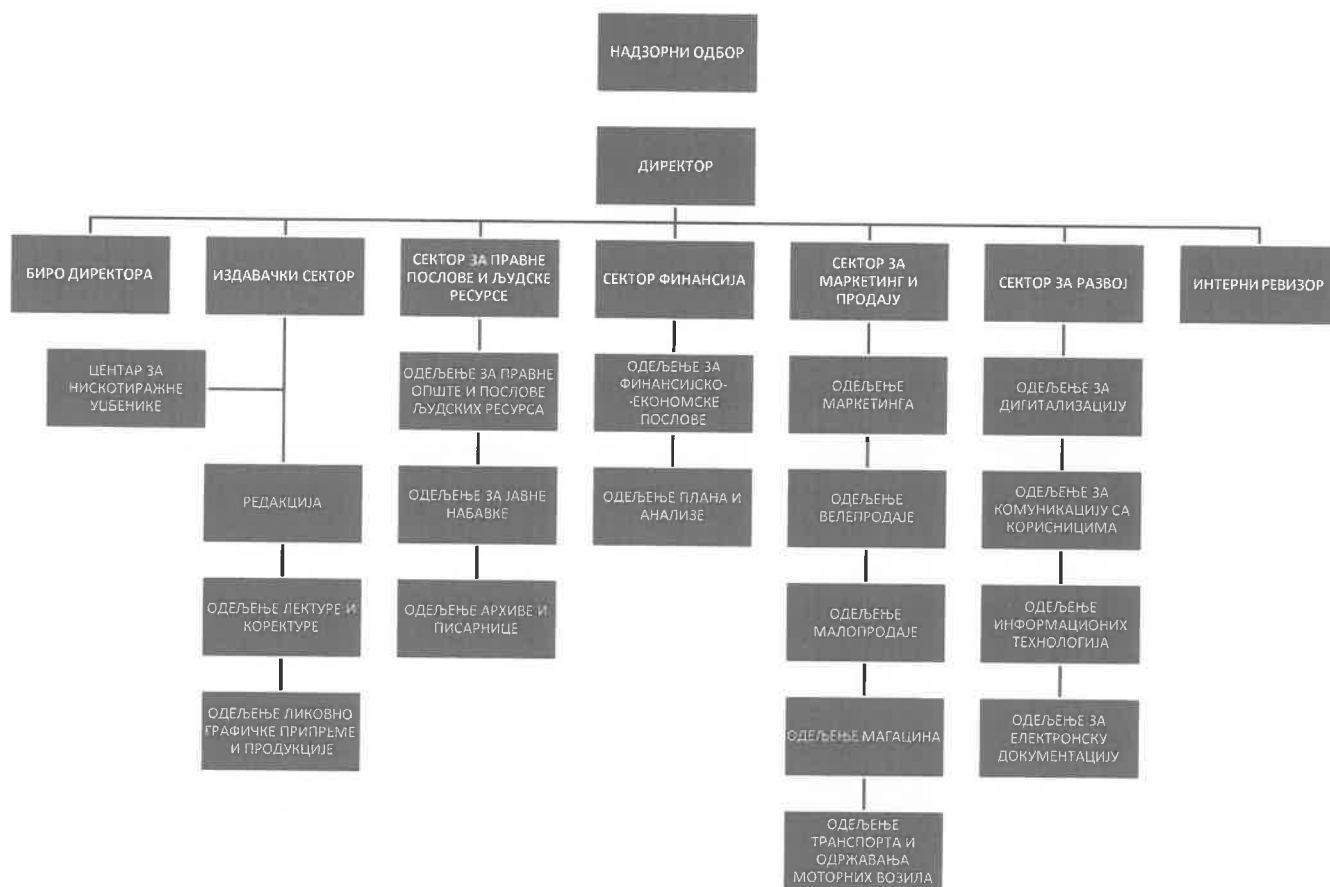 НАДЗОРНИ ОДБОР
ДИРЕКТОР
БИРО ДИРЕКТОРА
ИЗДАВАЧКИ СЕКТОР
СЕКТОР ЗА ПРАВНЕ
ПОСЛОВЕ И ЉУДСКЕ
РЕСУРСЕ
СЕКТОР ФИНАНСИЈА
СЕКТОР ЗА
МАРКЕТИНГ И
ПРОДАЈУ
СЕКТОР ЗА РАЗВОЈ
ИНТЕРНИ РЕВИЗОР
ЦЕНТАР ЗА
НИСКОТИРАЖНЕ
УЏБЕНИКЕ
РЕДАКЦИЈА
ОДЕЉЕЊЕ ЛЕКТУРЕ И
КОРЕКТУРЕ
ОДЕЉЕЊЕ ЛИКОВНО
ГРАФИЧКЕ ПРИПРЕМЕ
И ПРОДУКЦИЈЕ
ОДЕЉЕЊЕ ЗА ПРАВНЕ
ОПШТЕ И ПОСЛОВЕ
ЉУДСКИХ РЕСУРСА
ОДЕЉЕЊЕ ЗА ЈАВНЕ
НАБАВКЕ
ОДЕЉЕЊЕ АРХИВЕ И
ПИСАРНИЦЕ
ОДЕЉЕЊЕ ЗА
ФИНАНСИЈСКО-
-ЕКОНОМСКЕ
ПОСЛОВЕ
ОДЕЉЕЊЕ ПЛАНА И
АНАЛИЗЕ
ОДЕЉЕЊЕ
МАРКЕТИНГА
ОДЕЉЕЊЕ
ВЕЛЕПРОДАЈЕ
ОДЕЉЕЊЕ
МАЛОПРОДАЈЕ
ОДЕЉЕЊЕ МАГАЦИНА
ОДЕЉЕЊЕ
ТРАНСПОРТА И
ОДРЖАВАЊА
МОТОРНИХ ВОЗИЛА
ОДЕЉЕЊЕ ЗА
ДИГИТАЛИЗАЦИЈУ
ОДЕЉЕЊЕ ЗА
КОМУНИКАЦИЈУ СА
КОРИСНИЦИМА
ОДЕЉЕЊЕ
ИНФОРМАЦИОНИХ
ТЕХНОЛОГИЈА
ОДЕЉЕЊЕ ЗА
ЕЛЕКТРОНСКУ
ДОКУМЕНТАЦИЈУ